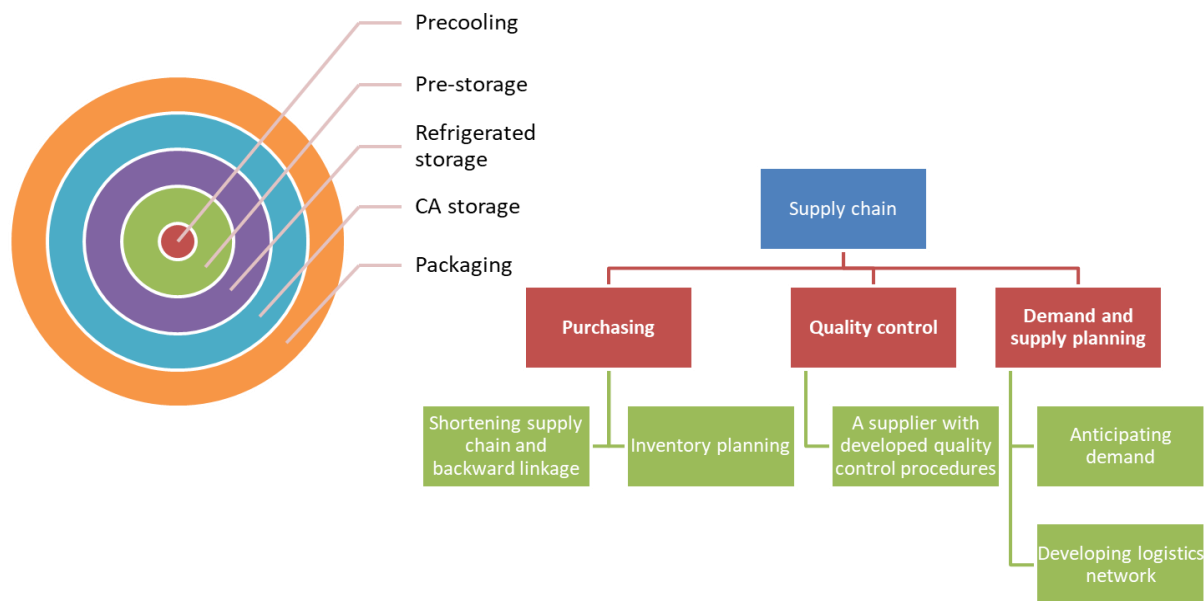 Precooling
Pre-storage
Refrigerated
storage
CA storage
Packaging
Supply chain
Purchasing
Quality control
Demand and
supply planning
Shortening supply
chain and
backward linkage
Inventory planning
A supplier with
developed quality
control procedures
Anticipating
demand
Developing logistics
network